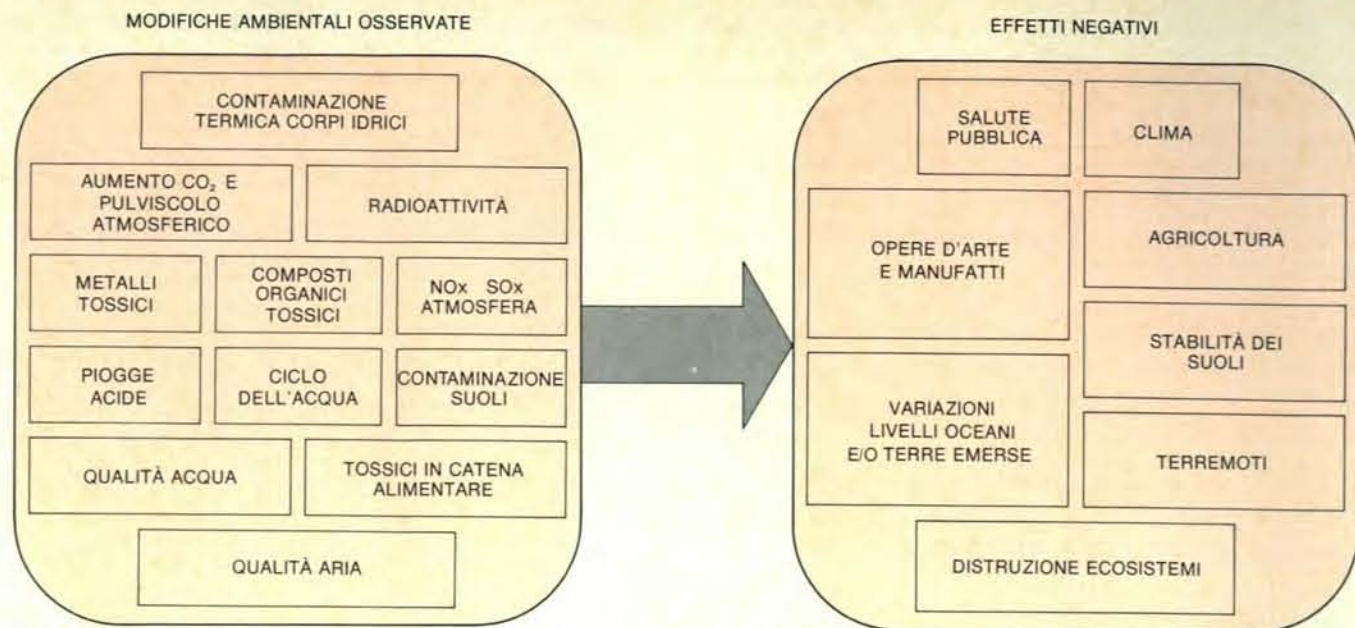 MODIFICHE AMBIENTALI OSSERVATE
CONTAMINAZIONE
TERMICA CORPI IDRICI
AUMENTO CO₂ E
PULVISCOLO
ATMOSFERICO
RADIOATTIVITÀ
METALLI
TOSSICI
COMPOSTI
ORGANICI
TOSSICI
NOx SOx
ATMOSFERA
PIOGGE
ACIDE
CICLO
DELL'ACQUA
CONTAMINAZIONE
SUOLI
QUALITÀ ACQUA
TOSSICI IN CATENA
ALIMENTARE
QUALITÀ ARIA
EFFETTI NEGATIVI
SALUTE
PUBBLICA
CLIMA
OPERE D'ARTE
E MANUFATTI
AGRICOLTURA
STABILITÀ DEI
SUOLI
VARIAZIONI
LIVELLI OCEANI
E/O TERRE EMERSE
TERREMOTI
DISTRUZIONE ECOSISTEMI